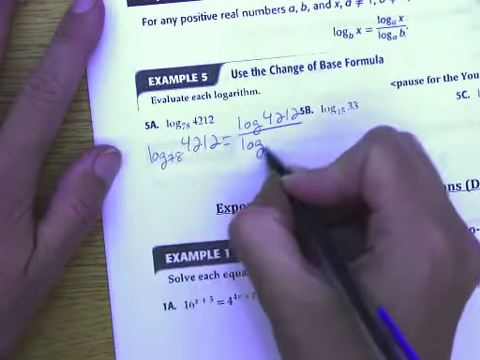 For any positive real numbers a, b, and x, a ≠ 1, b ≠
log_b x = log_a x / log_a b.
EXAMPLE 5 Use the Change of Base Formula
Evaluate each logarithm.
<pause for the You
5A. log_78 4212
5B. log_15 33
5C.
log_78 4212 = log 4212 / log
Expo
(D
EXAMPLE 1
Solve each equa
1A. 16^{x + 3} = 4^{4x +